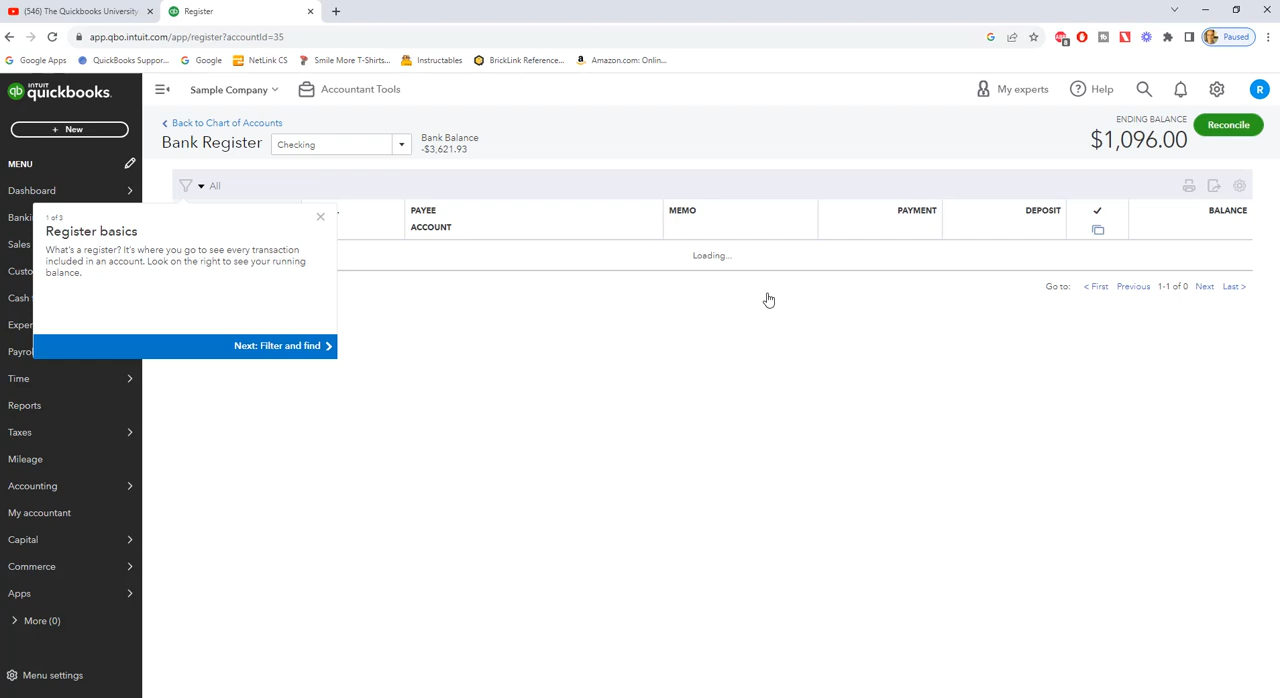 (546) The Quickbooks University
Register
app.qbo.intuit.com/app/register?accountId=35
8
Paused
Google Apps
QuickBooks Suppor...
Google
NetLink CS
Smile More T-Shirts...
Instructables
BrickLink Reference...
Amazon.com: Onlin...
qb INTUIT quickbooks.
Sample Company
Accountant Tools
My experts
Help
R
+ New
Back to Chart of Accounts
Bank Register
Checking
Bank Balance
-$3,621.93
ENDING BALANCE
$1,096.00
Reconcile
MENU
All
Dashboard
Banki
Sales
Custo
Cash
Expen
Payrol
Time
Reports
Taxes
Mileage
Accounting
My accountant
Capital
Commerce
Apps
More (0)
Menu settings
1 of 3
Register basics
What's a register? It's where you go to see every transaction
included in an account. Look on the right to see your running
balance.
Next: Filter and find
PAYEE
ACCOUNT
MEMO
PAYMENT
DEPOSIT
BALANCE
Loading...
Go to: < First Previous 1-1 of 0 Next Last >